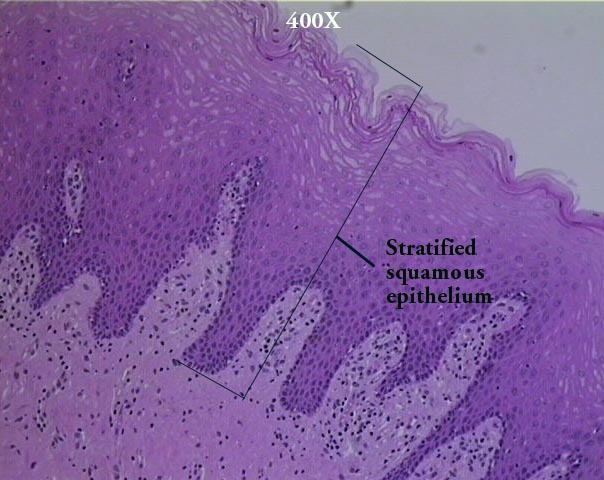 400X
Stratified
squamous
epithelium